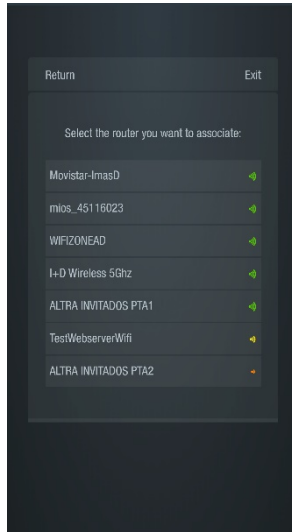 Return Exit
Select the router you want to associate:
Movistar-ImasD
mios_45116023
WIFIZONEAD
I+D Wireless 5Ghz
ALTRA INVITADOS PTA1
TestWebserverWifi
ALTRA INVITADOS PTA2